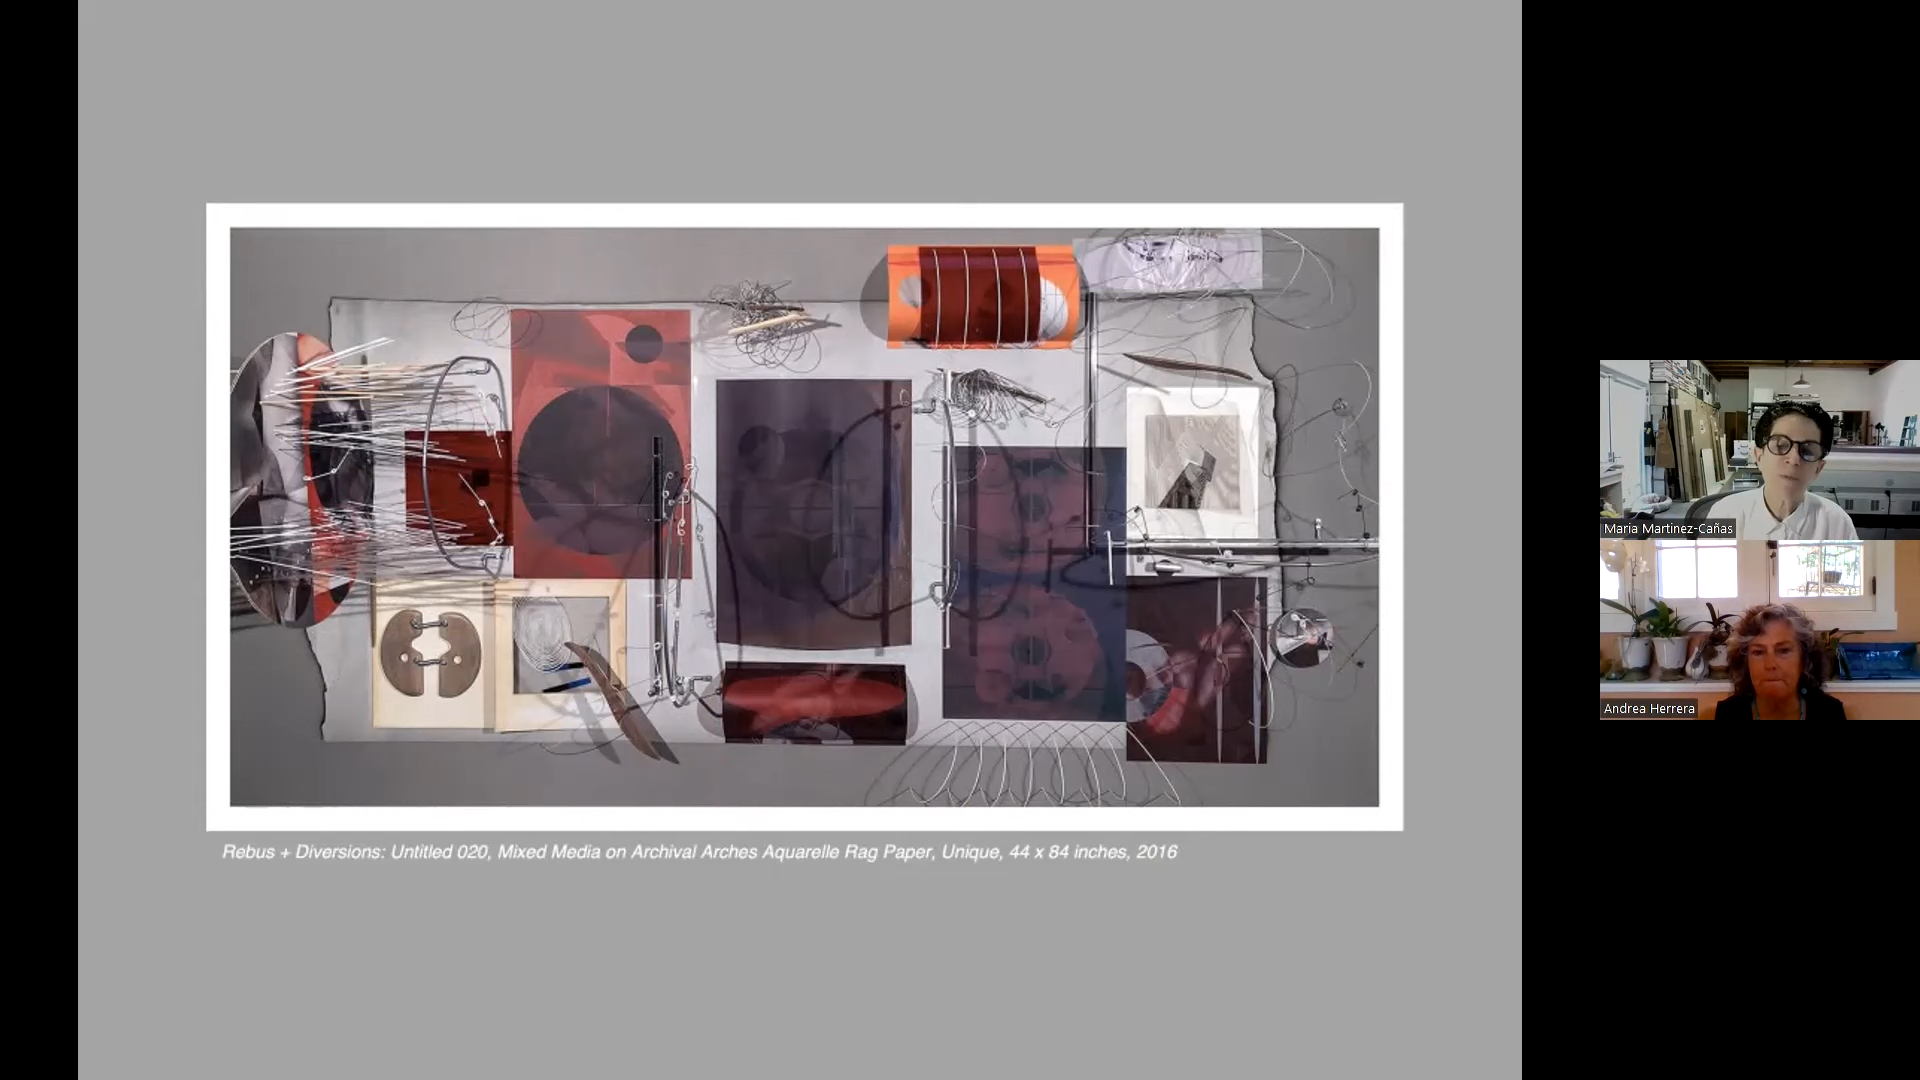 Rebus + Diversions: Untitled 020, Mixed Media on Archival Arches Aquarelle Rag Paper, Unique, 44 x 84 inches, 2016
Maria Martinez-Cañas
Andrea Herrera